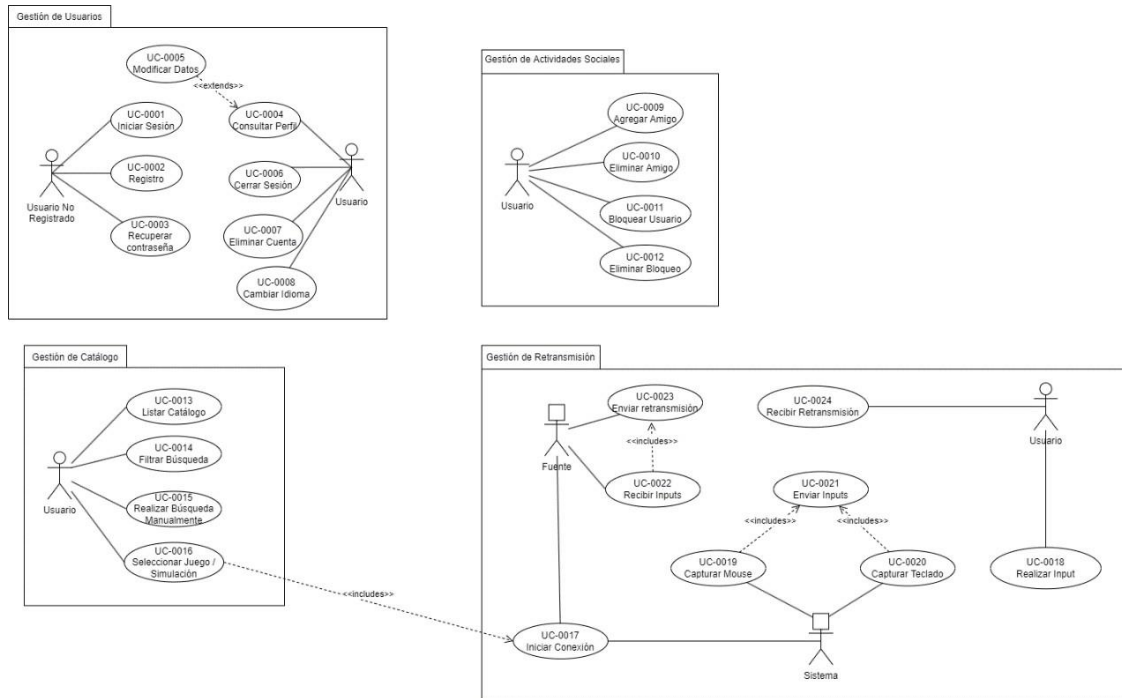 Gestión de Usuarios
UC-0005
Modificar Datos
<<extends>>
UC-0001
Iniciar Sesión
UC-0004
Consultar Perfil
UC-0002
Registro
UC-0006
Cerrar Sesión
Usuario No
Registrado
Usuario
UC-0003
Recuperar
contraseña
UC-0007
Eliminar Cuenta
UC-0008
Cambiar Idioma
Gestión de Actividades Sociales
UC-0009
Agregar Amigo
UC-0010
Eliminar Amigo
Usuario
UC-0011
Bloquear Usuario
UC-0012
Eliminar Bloqueo
Gestión de Catálogo
UC-0013
Listar Catálogo
UC-0014
Filtrar Búsqueda
Usuario
UC-0015
Realizar Búsqueda
Manualmente
UC-0016
Seleccionar Juego /
Simulación
<<includes>>
Gestión de Retransmisión
UC-0023
Enviar retransmisión
UC-0024
Recibir Retransmisión
<<includes>>
Fuente
Usuario
UC-0022
Recibir Inputs
UC-0021
Enviar Inputs
<<includes>>
<<includes>>
UC-0019
Capturar Mouse
UC-0020
Capturar Teclado
UC-0018
Realizar Input
UC-0017
Iniciar Conexión
Sistema